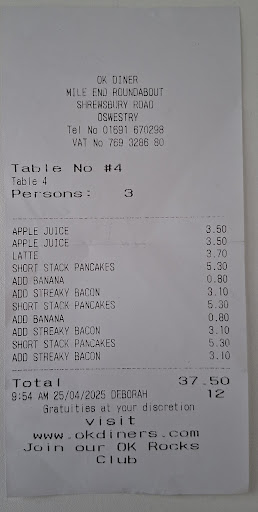 OK DINER
MILE END ROUNDABOUT
SHREWSBURY ROAD
OSWESTRY
Tel No 01691 670298
VAT No 769 3286 80
Table No #4
Table 4
Persons: 3
APPLE JUICE 3.50
APPLE JUICE 3.50
LATTE 3.70
SHORT STACK PANCAKES 5.30
ADD BANANA 0.80
ADD STREAKY BACON 3.10
SHORT STACK PANCAKES 5.30
ADD BANANA 0.80
ADD STREAKY BACON 3.10
SHORT STACK PANCAKES 5.30
ADD STREAKY BACON 3.10
Total 37.50
9:54 AM 25/04/2025 DEBORAH 12
Gratuities at your discretion
visit
www.okdiners.com
Join our OK Rocks
Club